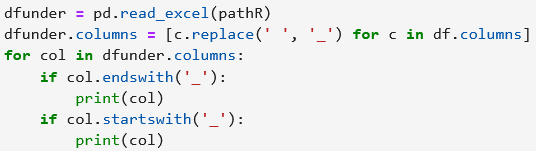 dfunder = pd.read_excel(pathR)
dfunder.columns = [c.replace(' ', '_') for c in df.columns]
for col in dfunder.columns:
    if col.endswith('_'):
        print(col)
    if col.startswith('_'):
        print(col)